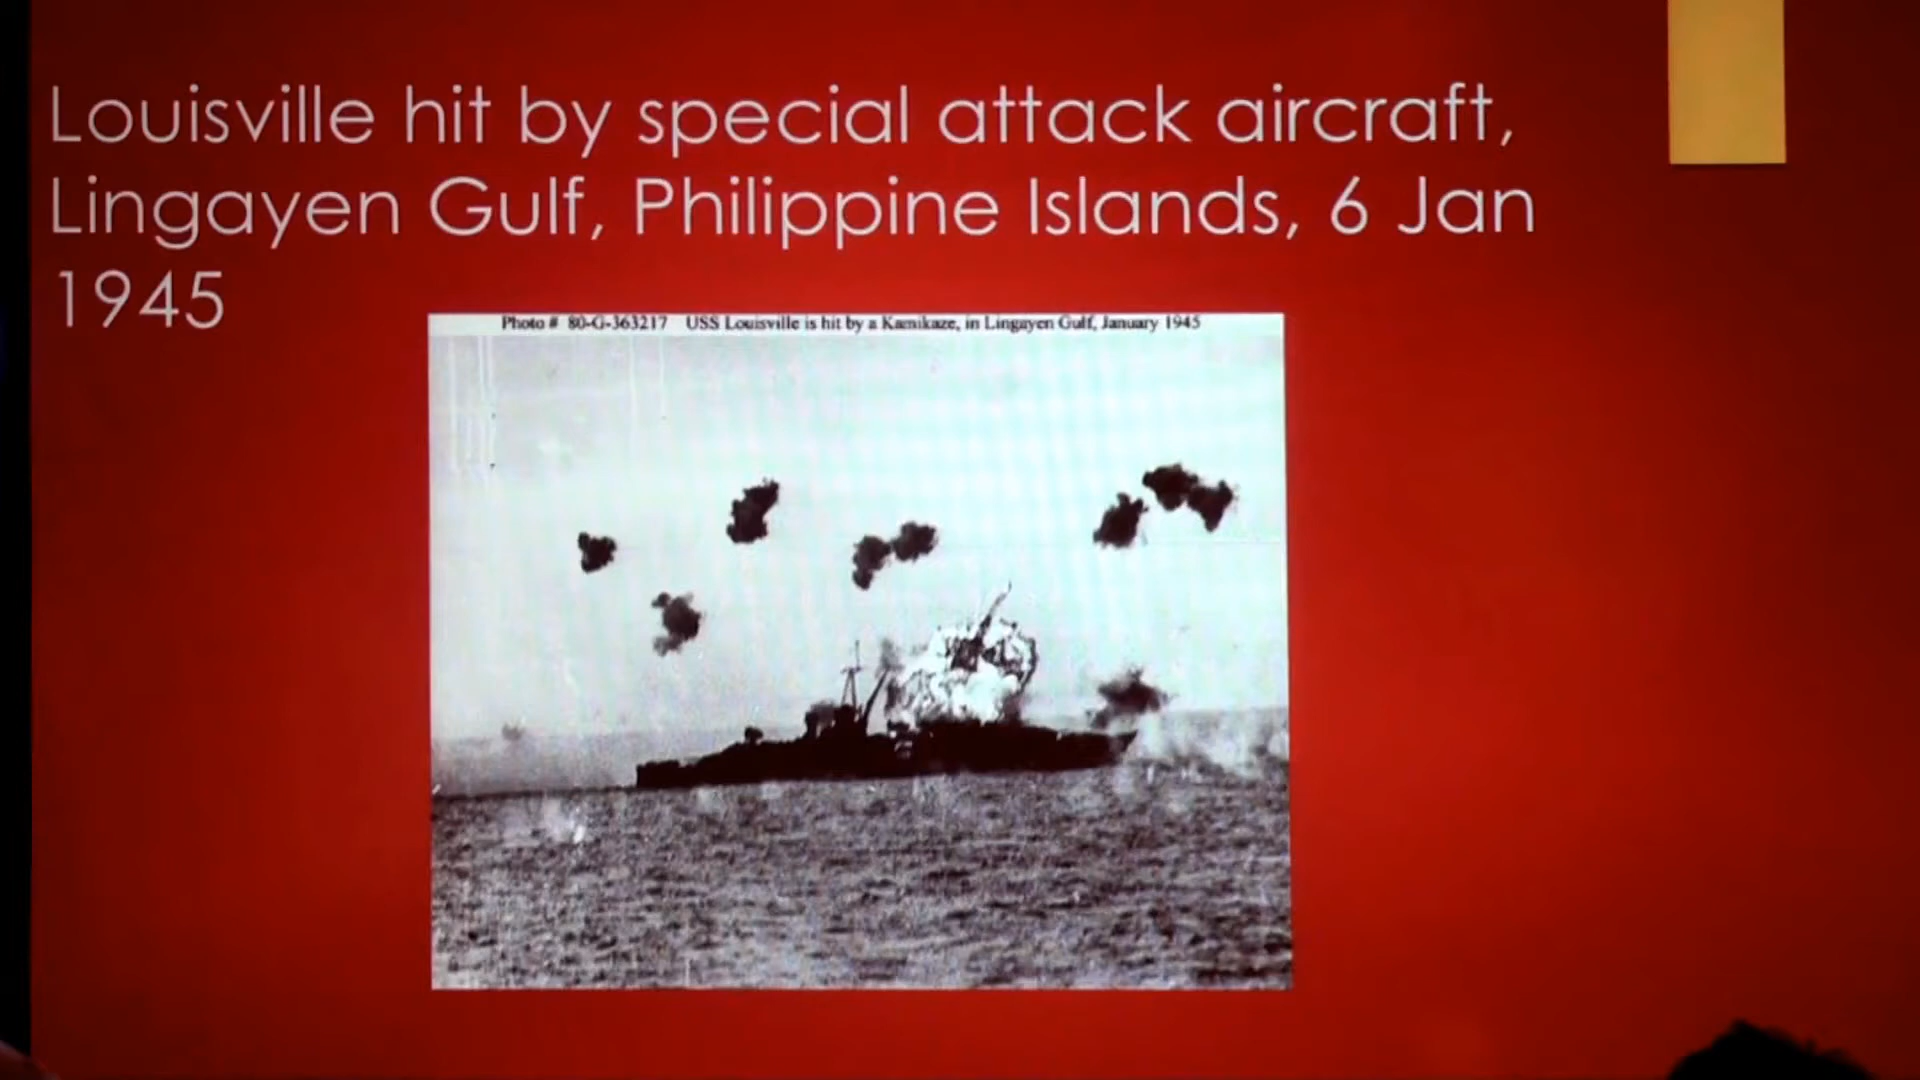 Louisville hit by special attack aircraft,
Lingayen Gulf, Philippine Islands, 6 Jan
1945
Photo # 80-G-363217 USS Louisville is hit by a Kamikaze, in Lingayen Gulf, January 1945